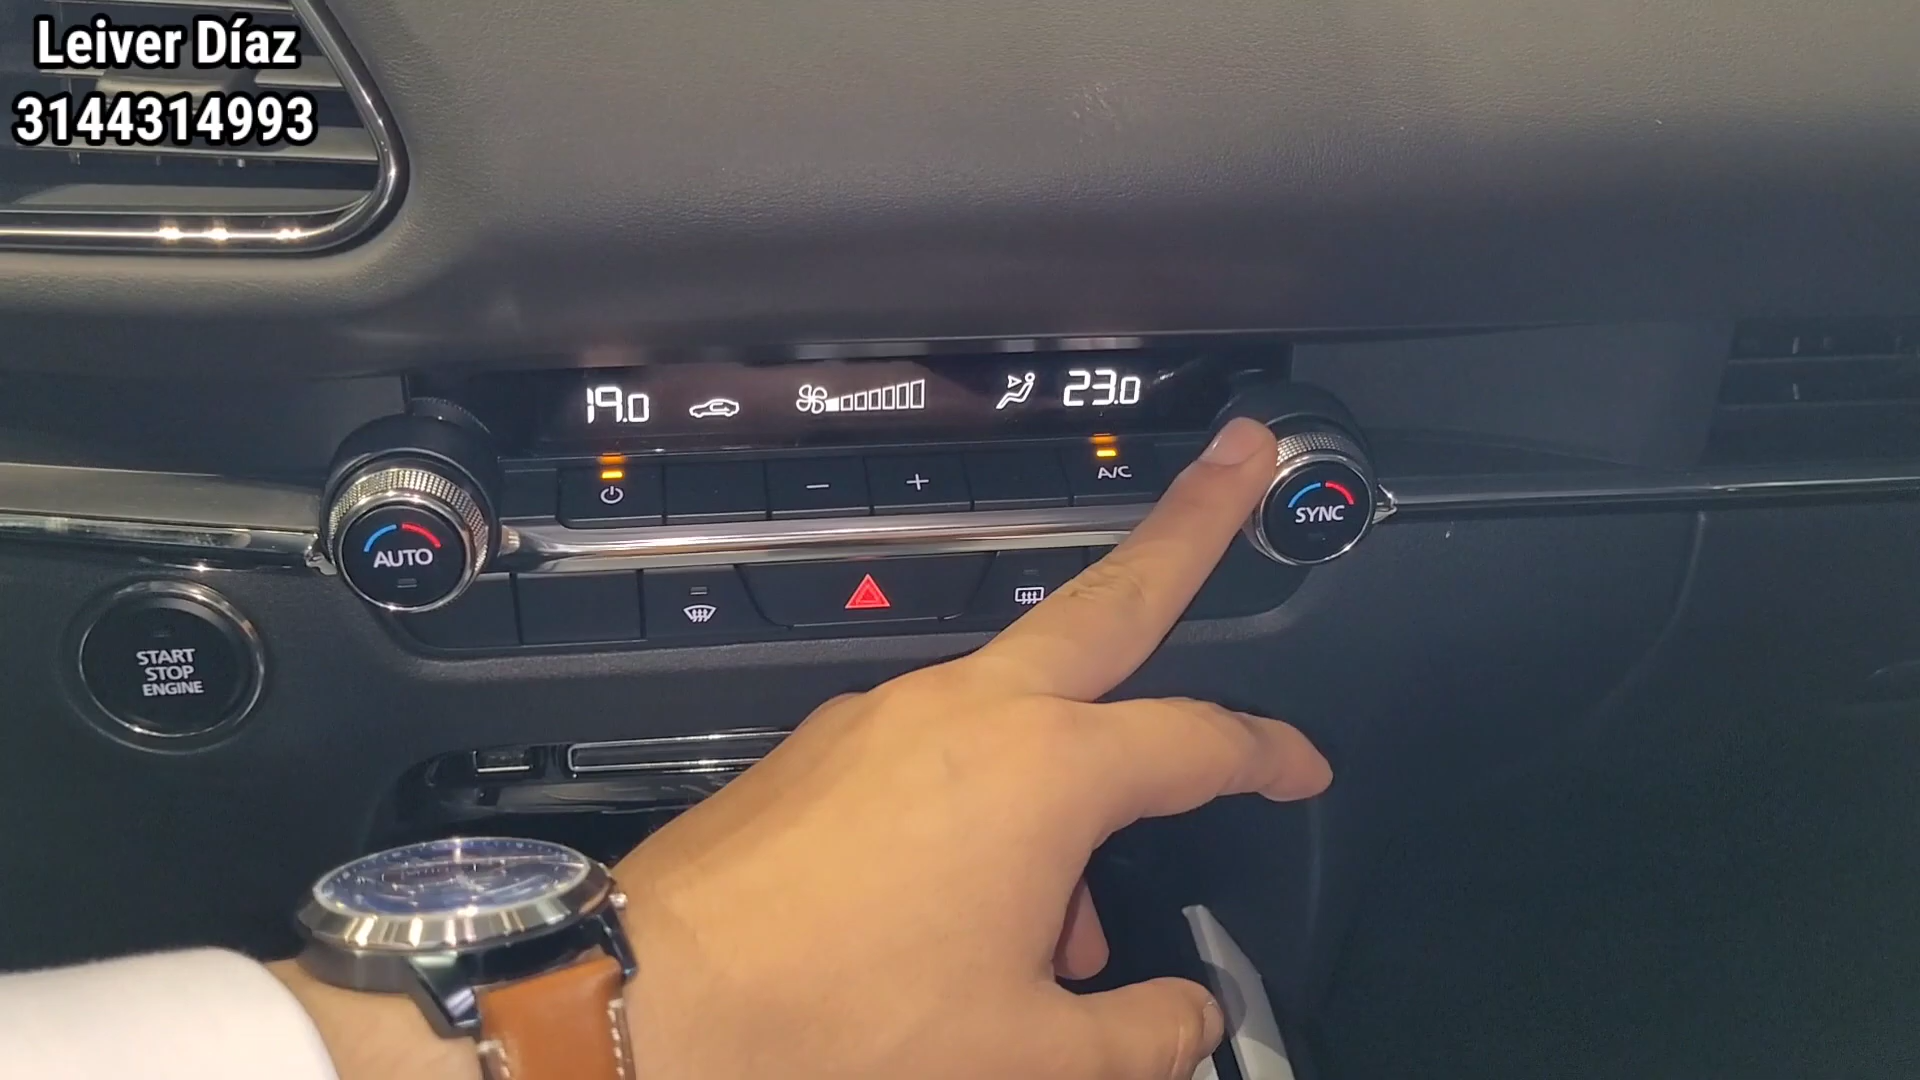 Leiver Díaz
3144314993
19.0
23.0
A/C
AUTO
SYNC
START
STOP
ENGINE